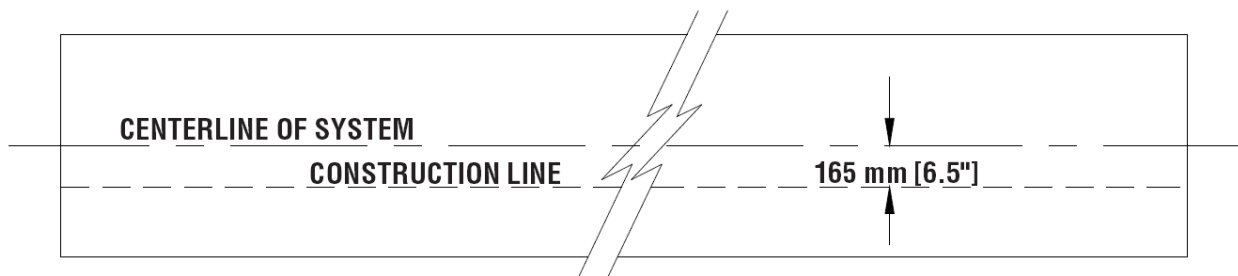 CENTERLINE OF SYSTEM
CONSTRUCTION LINE
165 mm [6.5"]